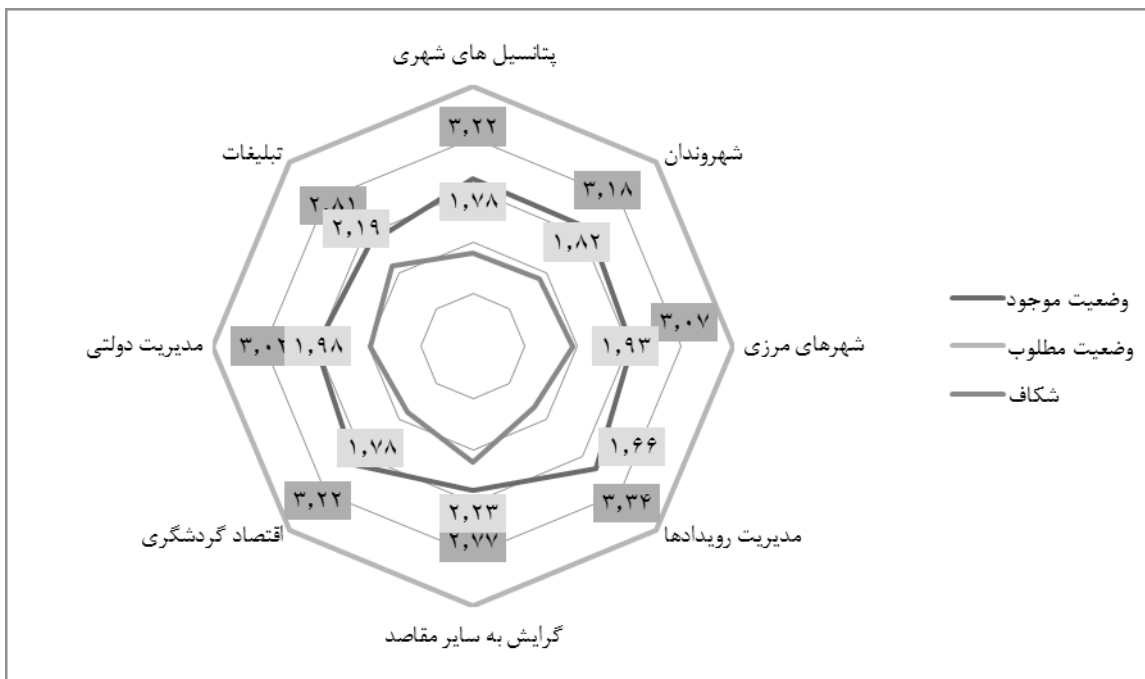 پتانسیل های شهری
۳,۲۲
۱,۷۸
شهروندان
۳,۱۸
۱,۸۲
شهرهای مرزی
۳,۰۷
۱,۹۳
مدیریت رویدادها
۳,۳۴
۱,۶۶
گرایش به سایر مقاصد
۲,۲۳
۲,۷۷
اقتصاد گردشگری
۳,۲۲
۱,۷۸
مدیریت دولتی
۳,۰۲
۱,۹۸
تبلیغات
۲,۸۱
۲,۱۹
وضعیت موجود
وضعیت مطلوب
شکاف